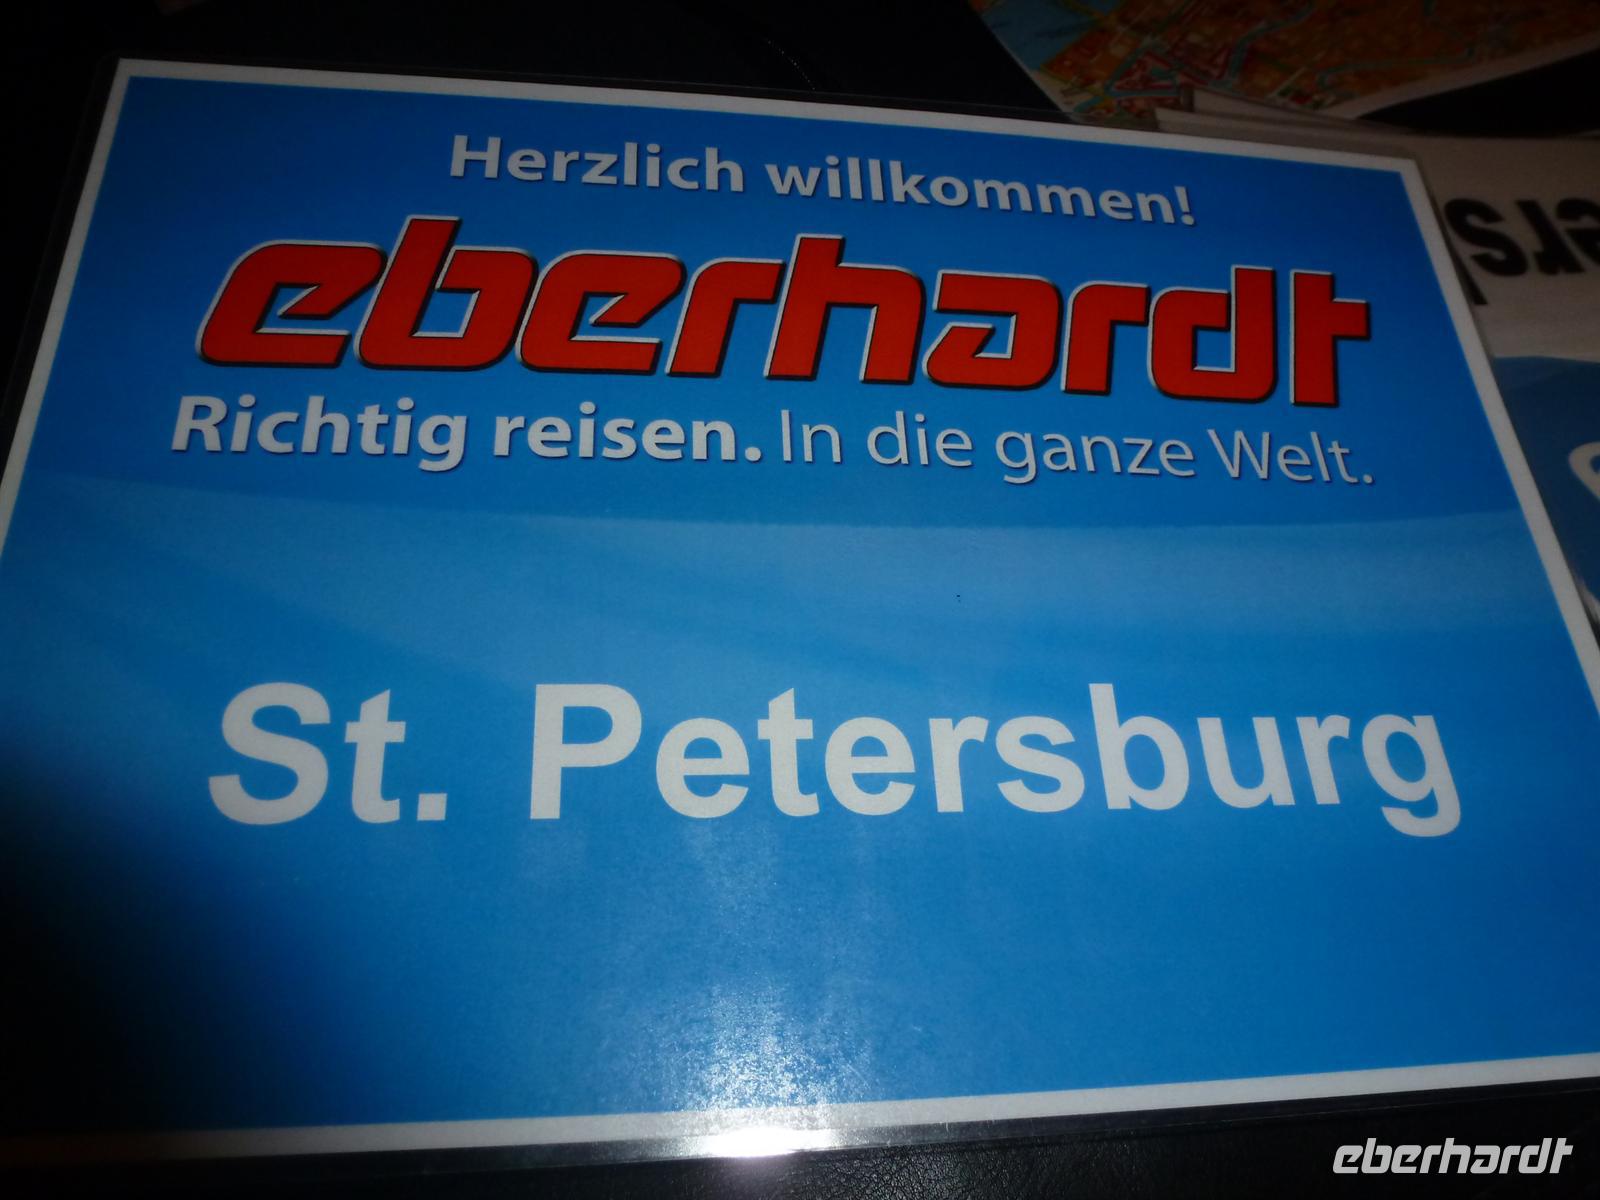 Herzlich willkommen!
eberhardt
Richtig reisen. In die ganze Welt.
St. Petersburg
eberhardt